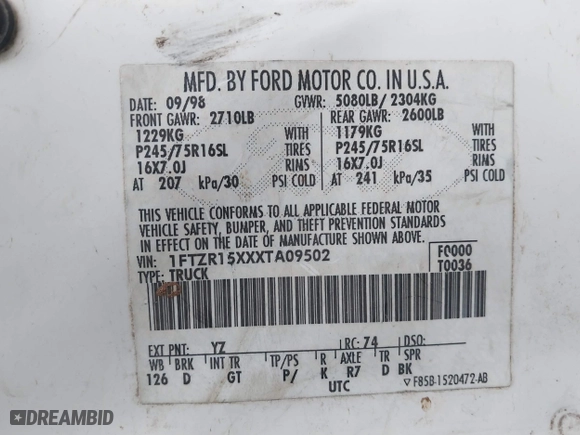 MFD. BY FORD MOTOR CO. IN U.S.A.
DATE: 09/98 GVWR: 5080LB/ 2304KG
FRONT GAWR: 2710LB REAR GAWR: 2600LB
1229KG WITH 1179KG WITH
P245/75R16SL TIRES P245/75R16SL TIRES
16X7.0J RIMS 16X7.0J RIMS
AT 207 kPa/30 PSI COLD AT 241 kPa/35 PSI COLD
THIS VEHICLE CONFORMS TO ALL APPLICABLE FEDERAL MOTOR
VEHICLE SAFETY, BUMPER, AND THEFT PREVENTION STANDARDS
IN EFFECT ON THE DATE OF MANUFACTURE SHOWN ABOVE.
VIN: 1FTZR15XXXTA09502 F0000
TYPE: TRUCK T0036
EXT PNT: YZ RC: 74 DSO:
WB BRK INT TR TP/PS R AXLE TR SPR
126 D GT P/ K R7 D BK
UTC ▽ F85B-1520472-AB
DREAMBID